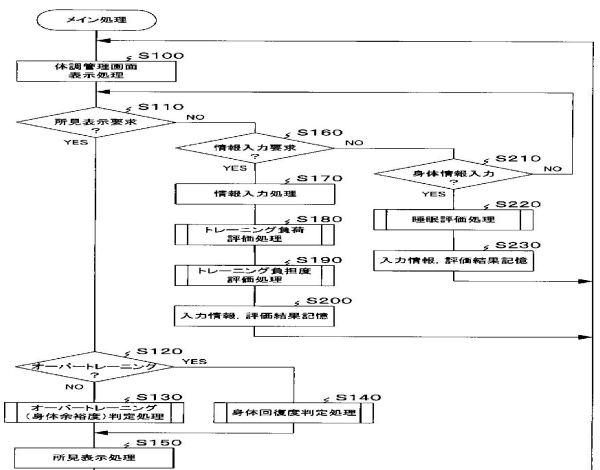 メイン処理
S100
体調管理画面
表示処理
S110
所見表示要求
?
NO
YES
S160
情報入力要求
?
NO
YES
S210
身体情報入力
?
NO
YES
S170
情報入力処理
S180
トレーニング負荷
評価処理
S190
トレーニング負担度
評価処理
S200
入力情報,評価結果記憶
S220
睡眠評価処理
S230
入力情報,評価結果記憶
S120
オーバートレーニング
?
YES
NO
S130
オーバートレーニング
(身体余裕度)判定処理
S140
身体回復度判定処理
S150
所見表示処理